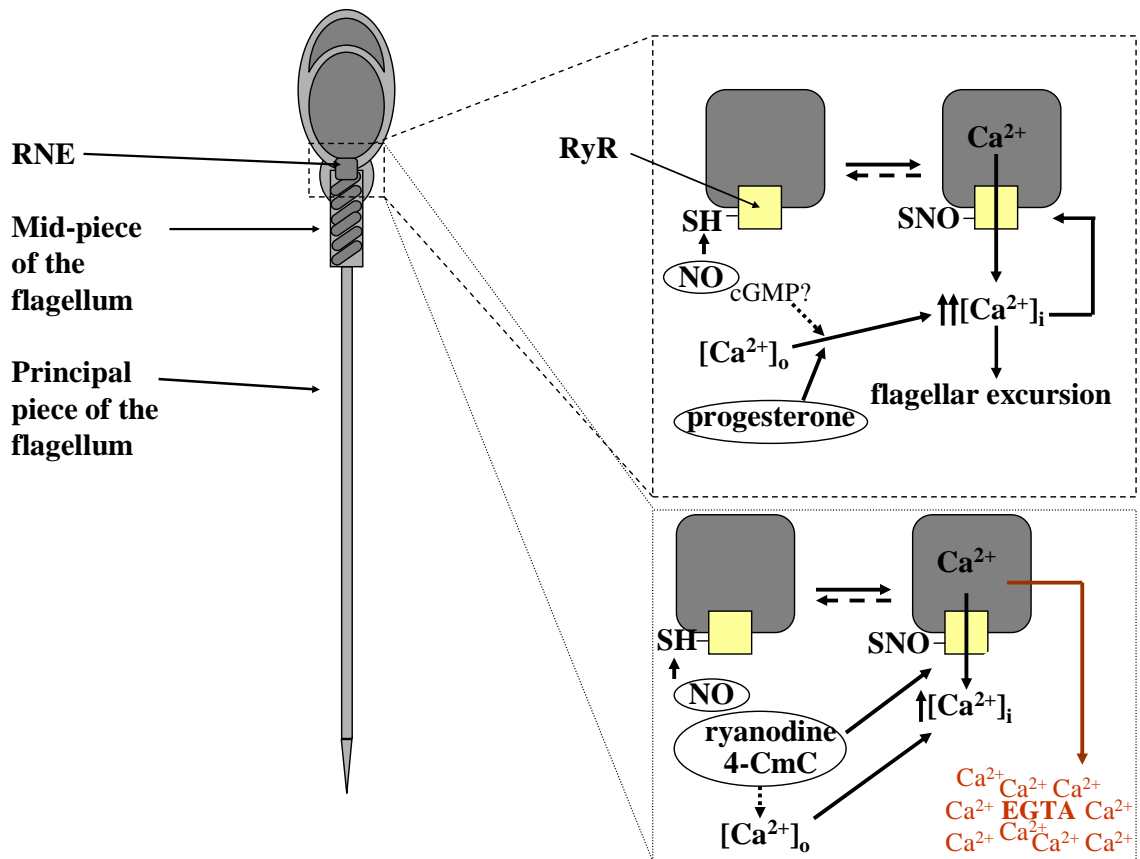 RNE
Mid-piece
of the
flagellum
Principal
piece of the
flagellum
RyR
Ca²⁺
SH
SNO
NO
cGMP?
[Ca²⁺]ᵢ
[Ca²⁺]ₒ
flagellar excursion
progesterone
Ca²⁺
SH
SNO
NO
[Ca²⁺]ᵢ
ryanodine
4-CmC
[Ca²⁺]ₒ
Ca²⁺
Ca²⁺ Ca²⁺
Ca²⁺ EGTA Ca²⁺
Ca²⁺
Ca²⁺ Ca²⁺ Ca²⁺